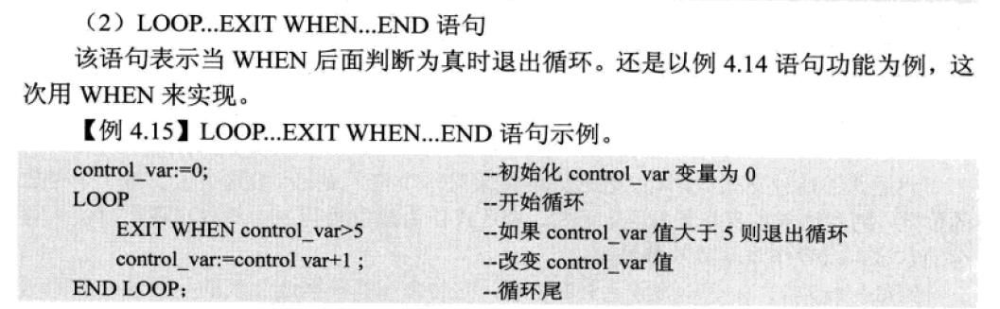 （2）LOOP...EXIT WHEN...END 语句
该语句表示当 WHEN 后面判断为真时退出循环。还是以例 4.14 语句功能为例，这
次用 WHEN 来实现。
【例 4.15】LOOP...EXIT WHEN...END 语句示例。
control_var:=0; --初始化 control_var 变量为 0
LOOP --开始循环
EXIT WHEN control_var>5 --如果 control_var 值大于 5 则退出循环
control_var:=control var+1 ; --改变 control_var 值
END LOOP; --循环尾